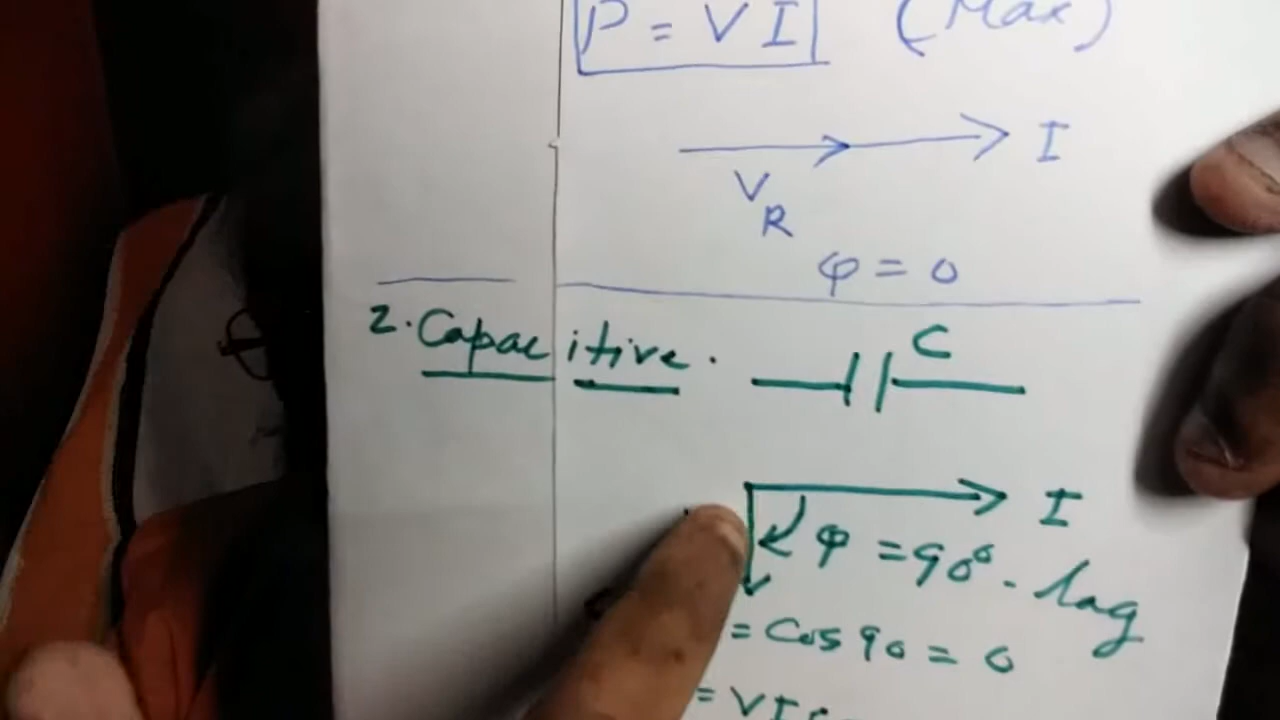 P = VI (Max)
I
V
R
φ = 0
2. Capacitive. C
I
φ = 90° - lag
= Cos 90 = 0
= VI